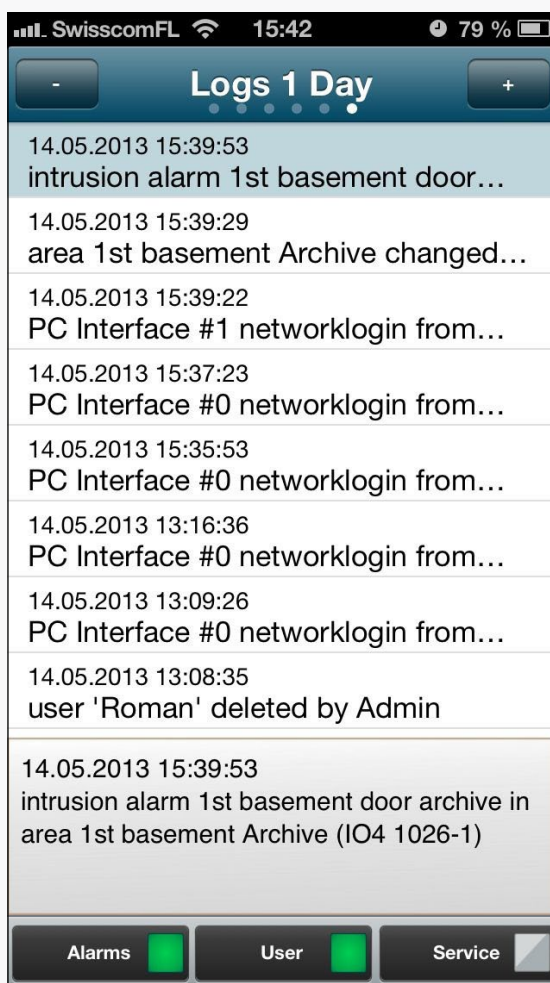 SwisscomFL 15:42 79 %
- Logs 1 Day +
14.05.2013 15:39:53
intrusion alarm 1st basement door…
14.05.2013 15:39:29
area 1st basement Archive changed…
14.05.2013 15:39:22
PC Interface #1 networklogin from…
14.05.2013 15:37:23
PC Interface #0 networklogin from…
14.05.2013 15:35:53
PC Interface #0 networklogin from…
14.05.2013 13:16:36
PC Interface #0 networklogin from…
14.05.2013 13:09:26
PC Interface #0 networklogin from…
14.05.2013 13:08:35
user 'Roman' deleted by Admin
14.05.2013 15:39:53
intrusion alarm 1st basement door archive in
area 1st basement Archive (IO4 1026-1)
Alarms User Service